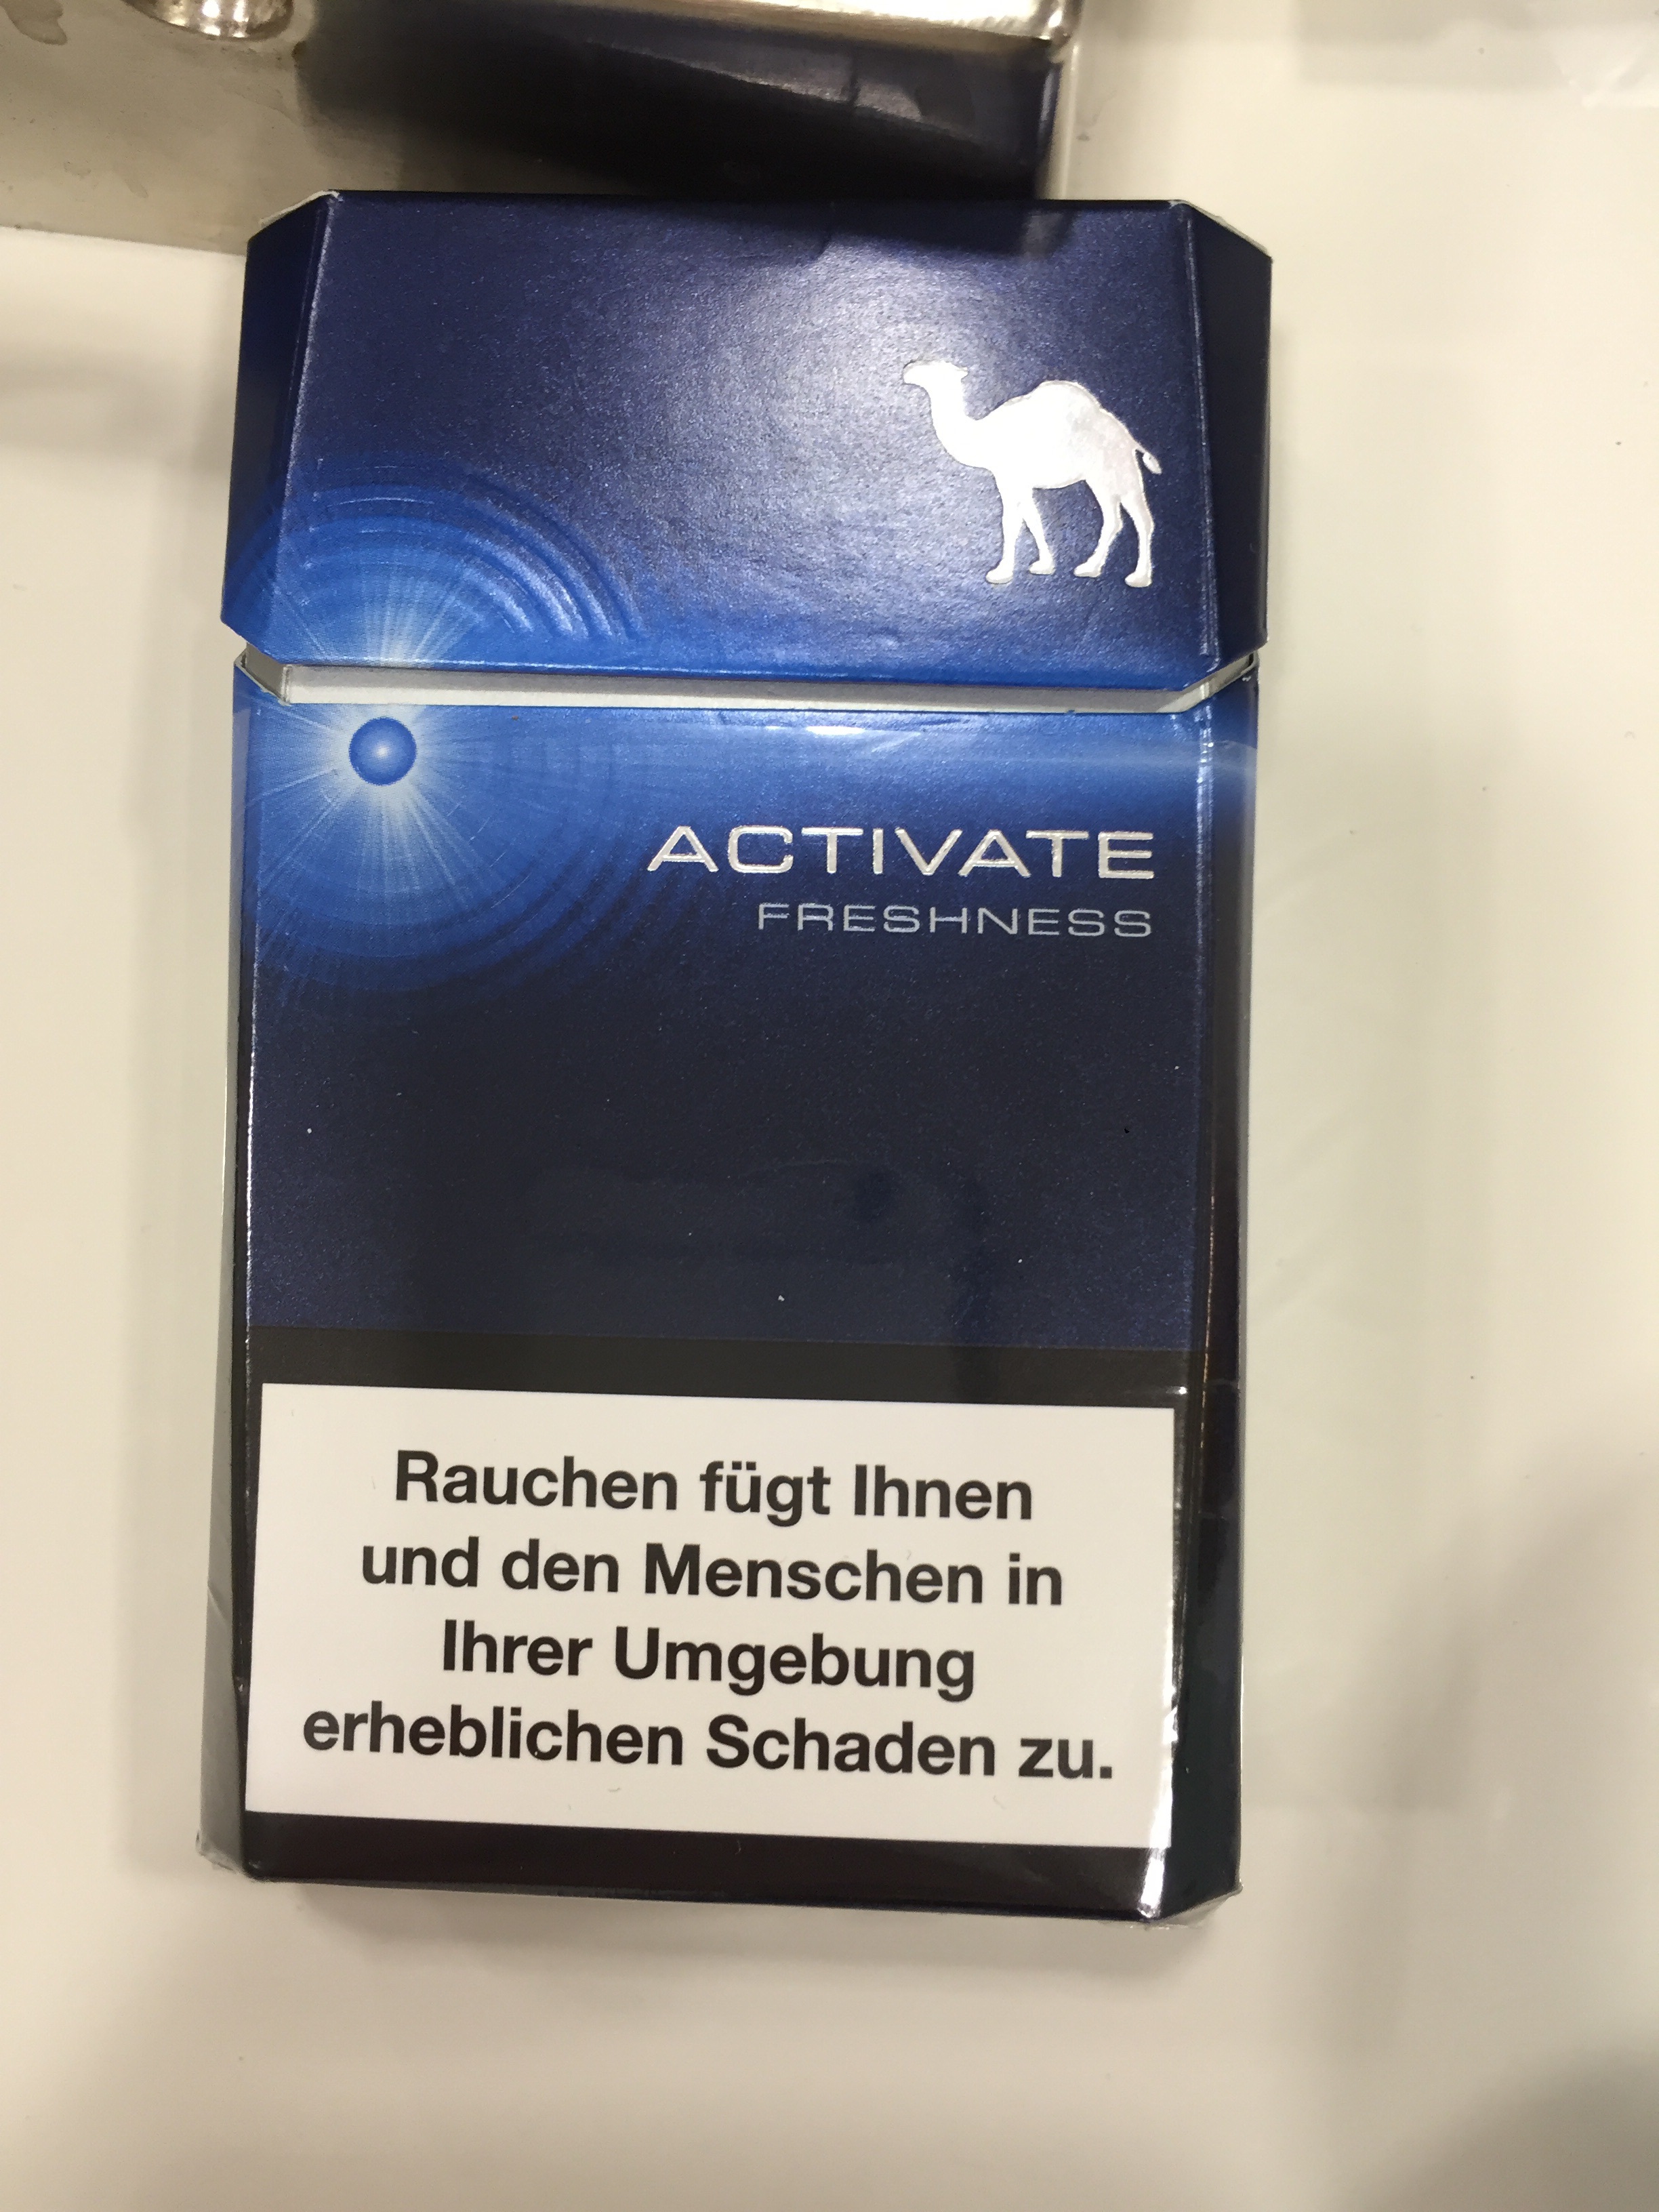 ACTIVATE
FRESHNESS
Rauchen fügt Ihnen
und den Menschen in
Ihrer Umgebung
erheblichen Schaden zu.